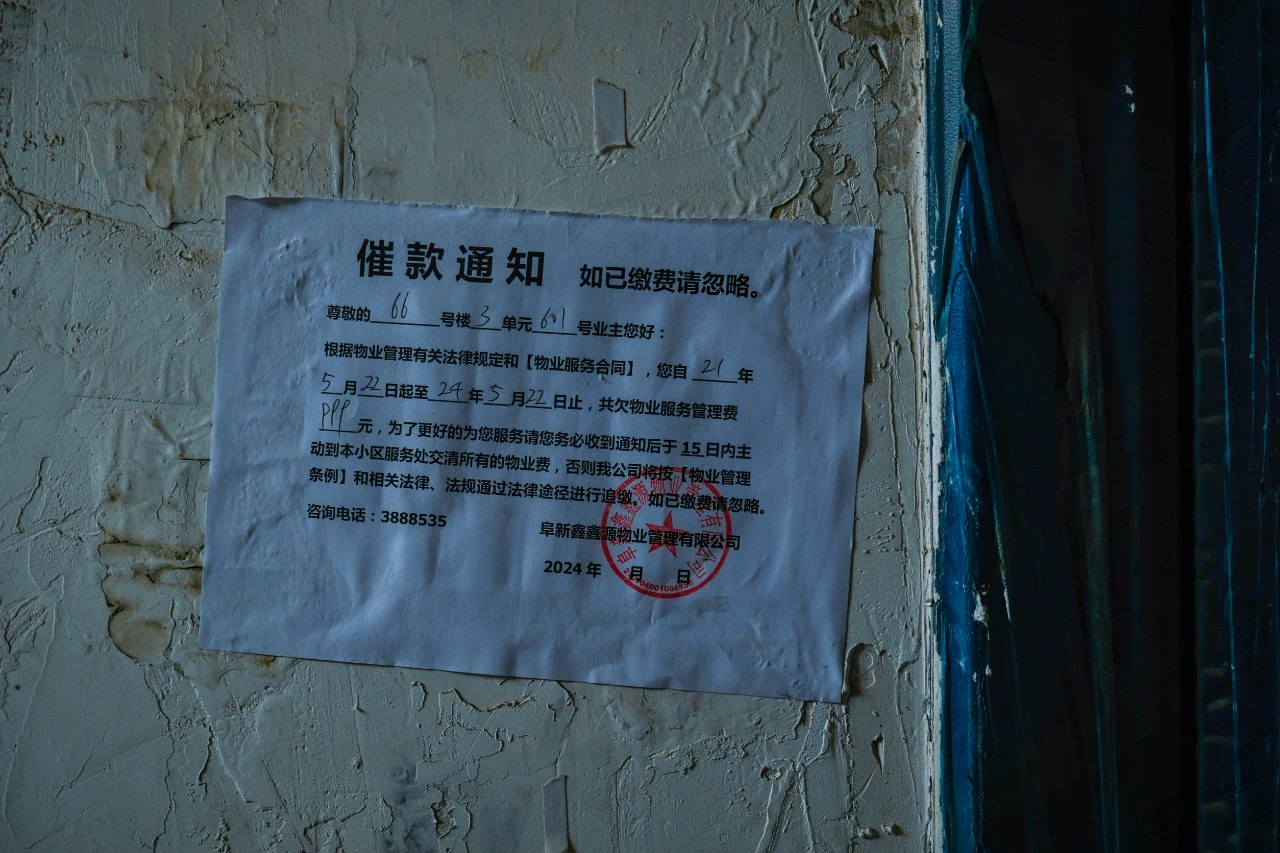 催款通知 如已缴费请忽略。
尊敬的 66 号楼 3 单元 601 号业主您好：
根据物业管理有关法律规定和【物业服务合同】，您自 21 年
5 月 22 日起至 24 年 5 月 22 日止，共欠物业服务管理费
元，为了更好的为您服务请您务必收到通知后于 15 日内主
动到本小区服务处交清所有的物业费，否则我公司将按【物业管理
条例】和相关法律、法规通过法律途径进行追缴。如已缴费请忽略。
咨询电话：3888535
阜新鑫鑫源物业管理有限公司
2024 年 月 日